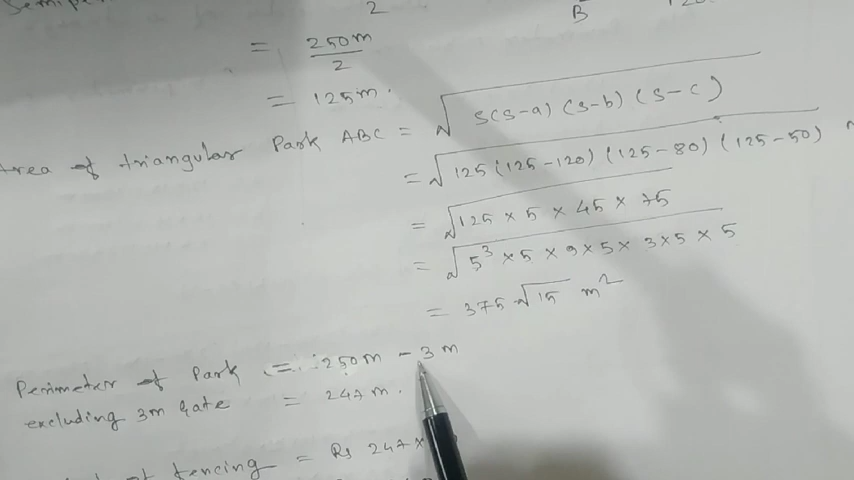 2
B
= 250m/2
= 125m.
Area of triangular Park ABC = √s(s-a) (s-b) (s-c)
= √125 (125-120) (125-80) (125-50)
= √125 × 5 × 45 × 75
= √5³ × 5 × 9 × 5 × 3 × 5 × 5
= 375√15 m²
Perimeter of Park = 250m - 3m
excluding 3m Gate = 247m.
of fencing = Rs 247×